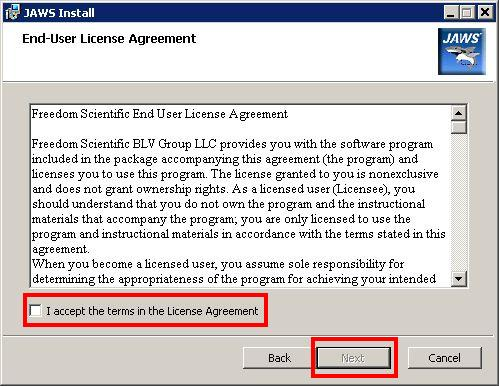 JAWS Install
End-User License Agreement
JAWS
Freedom Scientific End User License Agreement
Freedom Scientific BLV Group LLC provides you with the software program
included in the package accompanying this agreement (the program) and
licenses you to use this program. The license granted to you is nonexclusive
and does not grant ownership rights. As a licensed user (Licensee), you
should understand that you do not own the program and the instructional
materials that accompany the program; you are only licensed to use the
program and instructional materials in accordance with the terms stated in this
agreement.
When you become a licensed user, you assume sole responsibility for
determining the appropriateness of the program for achieving your intended
I accept the terms in the License Agreement
Back Next Cancel